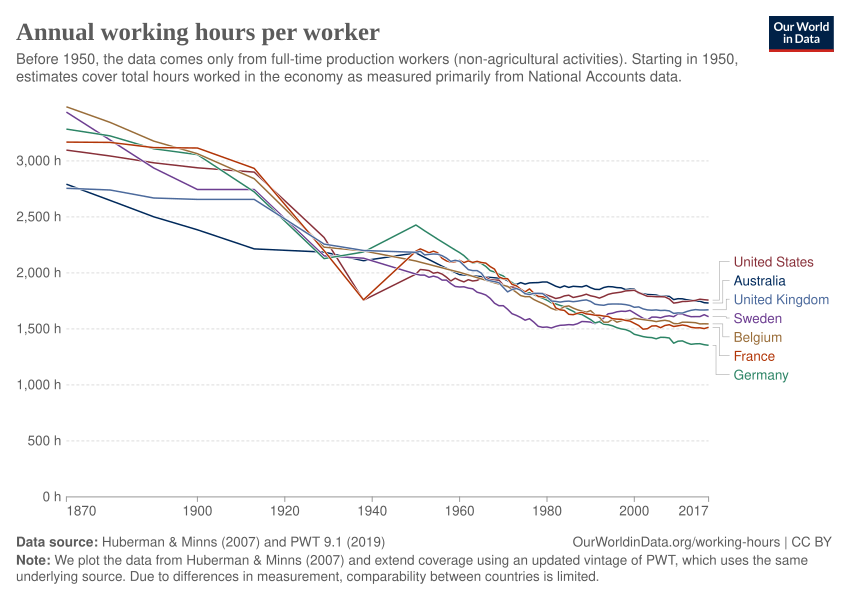 Annual working hours per worker
Our World
in Data
Before 1950, the data comes only from full-time production workers (non-agricultural activities). Starting in 1950,
estimates cover total hours worked in the economy as measured primarily from National Accounts data.
3,000 h
2,500 h
2,000 h
1,500 h
1,000 h
500 h
0 h
1870
1900
1920
1940
1960
1980
2000
2017
United States
Australia
United Kingdom
Sweden
Belgium
France
Germany
Data source: Huberman & Minns (2007) and PWT 9.1 (2019)
OurWorldinData.org/working-hours | CC BY
Note: We plot the data from Huberman & Minns (2007) and extend coverage using an updated vintage of PWT, which uses the same
underlying source. Due to differences in measurement, comparability between countries is limited.